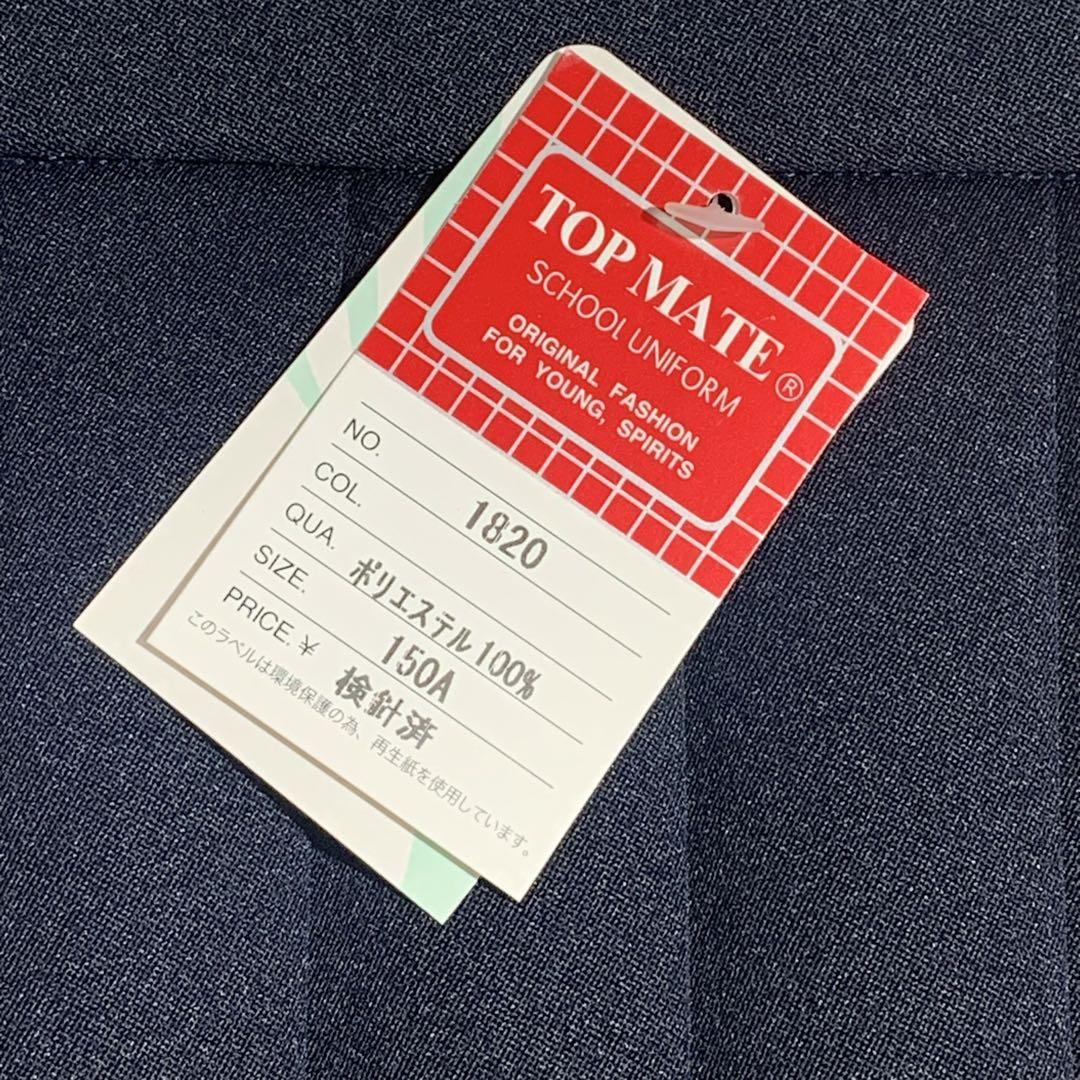 TOP MATE®
SCHOOL UNIFORM
ORIGINAL FASHION
FOR YOUNG, SPIRITS
NO. 1820
COL.
QUA. ポリエステル100%
SIZE. 150A
PRICE.¥ 検針済
このラベルは環境保護の為、再生紙を使用しています。